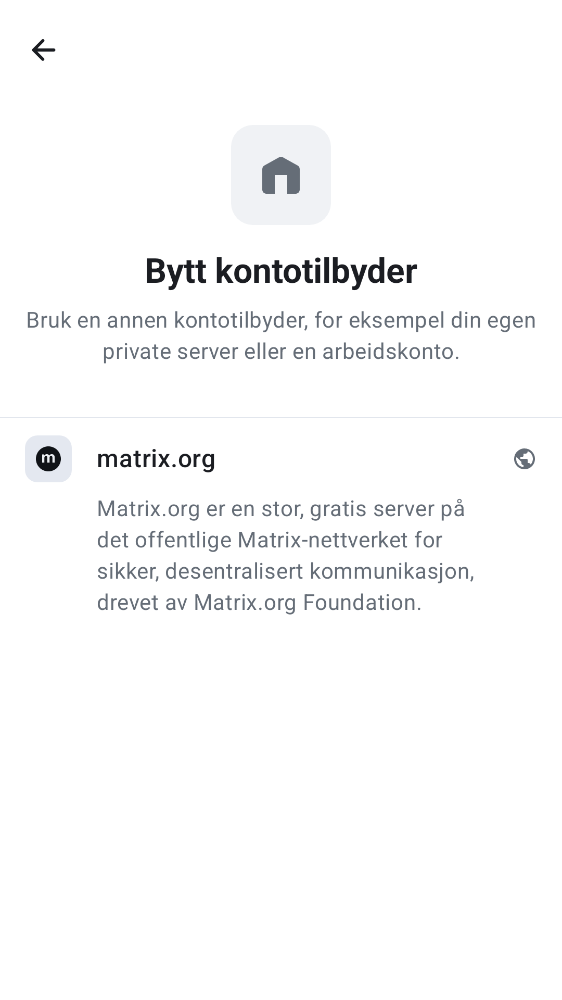 Bytt kontotilbyder
Bruk en annen kontotilbyder, for eksempel din egen
private server eller en arbeidskonto.
m
matrix.org
Matrix.org er en stor, gratis server på
det offentlige Matrix-nettverket for
sikker, desentralisert kommunikasjon,
drevet av Matrix.org Foundation.